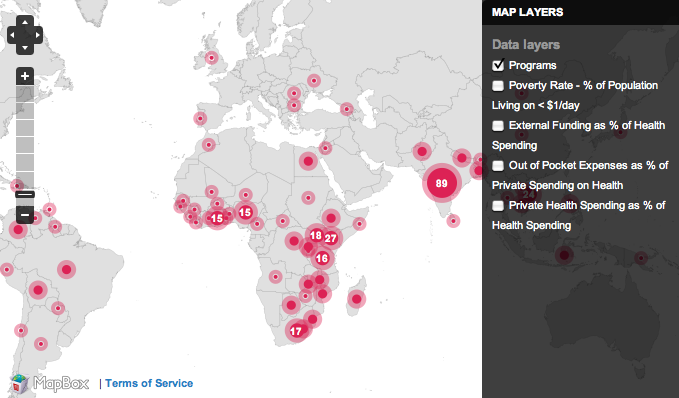 MAP LAYERS
Data layers
Programs
Poverty Rate - % of Population
Living on < $1/day
External Funding as % of Health
Spending
Out of Pocket Expenses as % of
Private Spending on Health
Private Health Spending as % of
Health Spending
89
24
15
15
18
27
16
17
MapBox | Terms of Service